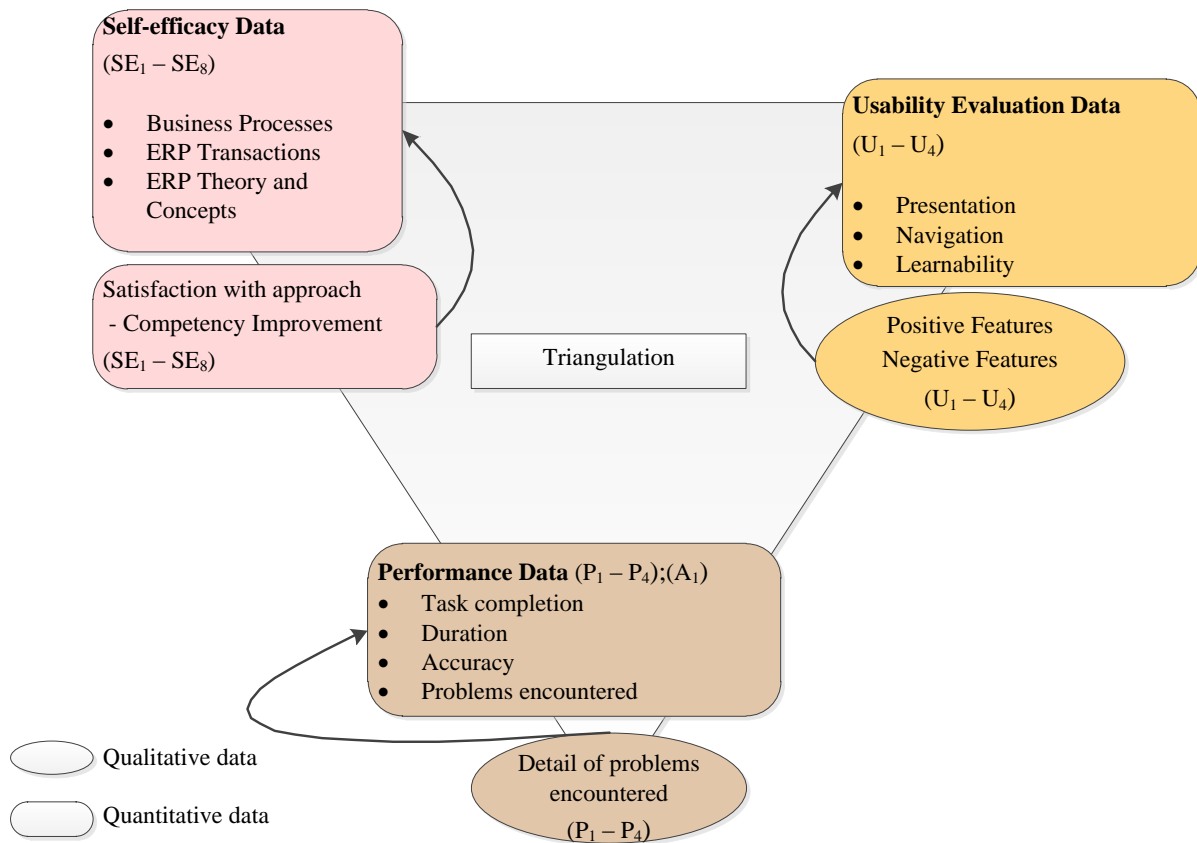 Self-efficacy Data
(SE₁ – SE₈)
• Business Processes
• ERP Transactions
• ERP Theory and
Concepts
Satisfaction with approach
- Competency Improvement
(SE₁ – SE₈)
Usability Evaluation Data
(U₁ – U₄)
• Presentation
• Navigation
• Learnability
Positive Features
Negative Features
(U₁ – U₄)
Triangulation
Performance Data (P₁ – P₄);(A₁)
• Task completion
• Duration
• Accuracy
• Problems encountered
Detail of problems
encountered
(P₁ – P₄)
Qualitative data
Quantitative data